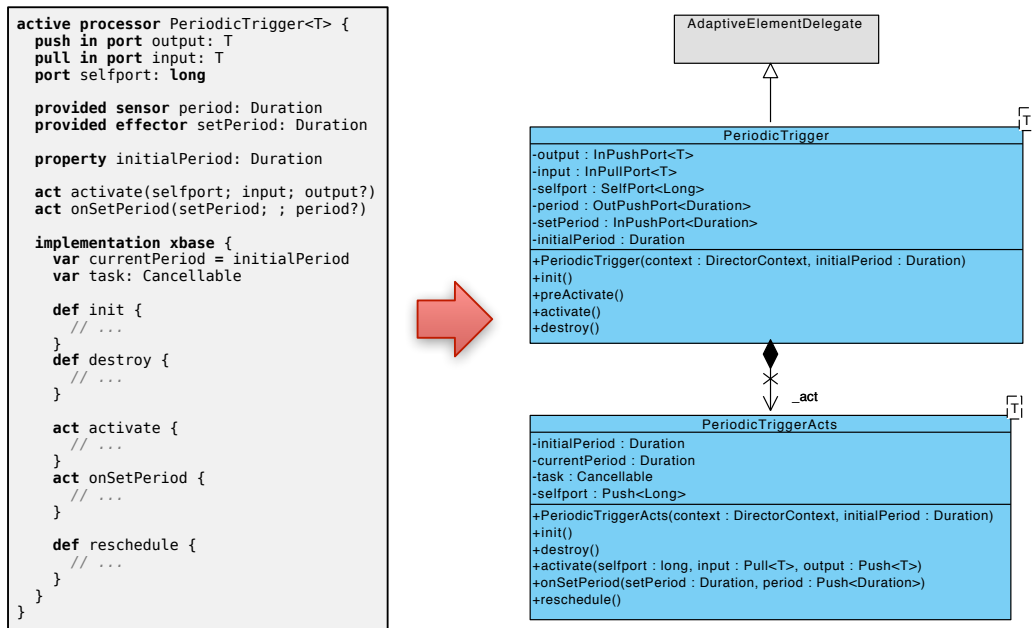 active processor PeriodicTrigger<T> {
push in port output: T
pull in port input: T
port selfport: long
provided sensor period: Duration
provided effector setPeriod: Duration
property initialPeriod: Duration
act activate(selfport; input; output?)
act onSetPeriod(setPeriod; ; period?)
implementation xbase {
var currentPeriod = initialPeriod
var task: Cancellable
def init {
// ...
}
def destroy {
// ...
}
act activate {
// ...
}
act onSetPeriod {
// ...
}
def reschedule {
// ...
}
}
}
AdaptiveElementDelegate
T
PeriodicTrigger
-output : InPushPort<T>
-input : InPullPort<T>
-selfport : SelfPort<Long>
-period : OutPushPort<Duration>
-setPeriod : InPushPort<Duration>
-initialPeriod : Duration
+PeriodicTrigger(context : DirectorContext, initialPeriod : Duration)
+init()
+preActivate()
+activate()
+destroy()
_act
T
PeriodicTriggerActs
-initialPeriod : Duration
-currentPeriod : Duration
-task : Cancellable
-selfport : Push<Long>
+PeriodicTriggerActs(context : DirectorContext, initialPeriod : Duration)
+init()
+destroy()
+activate(selfport : long, input : Pull<T>, output : Push<T>)
+onSetPeriod(setPeriod : Duration, period : Push<Duration>)
+reschedule()